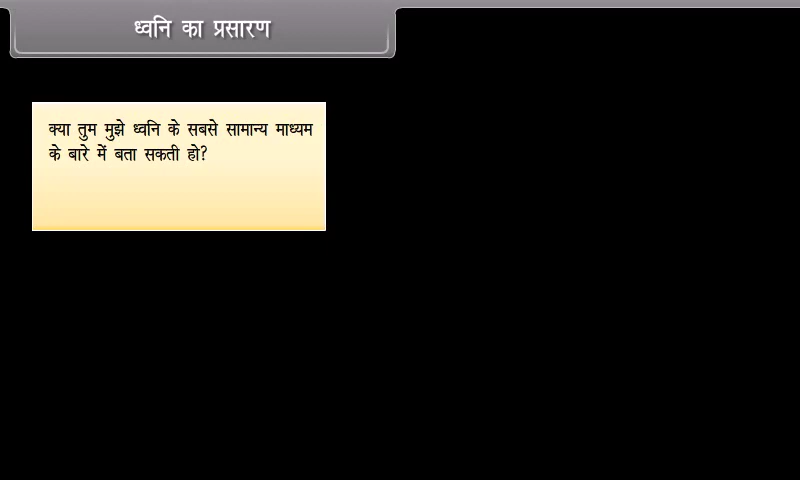 ध्वनि का प्रसारण
क्या तुम मुझे ध्वनि के सबसे सामान्य माध्यम
के बारे में बता सकती हो?